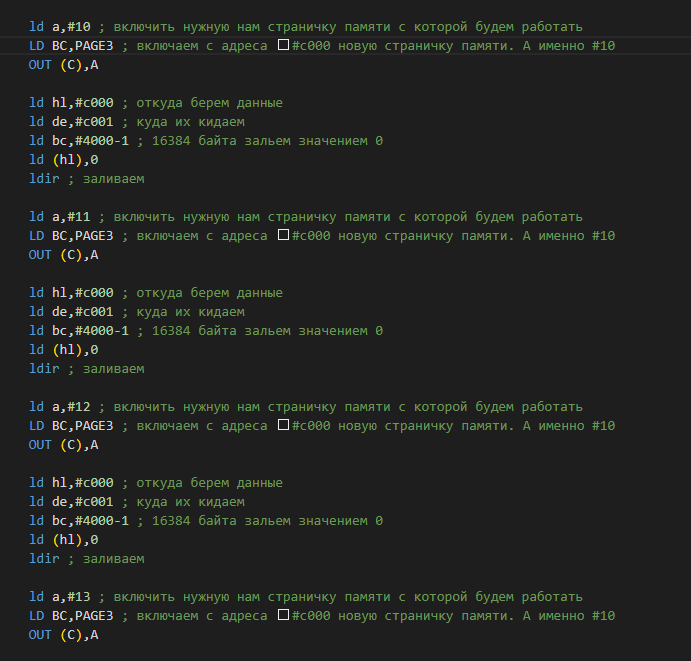 ld a,#10 ; включить нужную нам страничку памяти с которой будем работать
LD BC,PAGE3 ; включаем с адреса #c000 новую страничку памяти. А именно #10
OUT (C),A
ld hl,#c000 ; откуда берем данные
ld de,#c001 ; куда их кидаем
ld bc,#4000-1 ; 16384 байта зальем значением 0
ld (hl),0
ldir ; заливаем
ld a,#11 ; включить нужную нам страничку памяти с которой будем работать
LD BC,PAGE3 ; включаем с адреса #c000 новую страничку памяти. А именно #10
OUT (C),A
ld hl,#c000 ; откуда берем данные
ld de,#c001 ; куда их кидаем
ld bc,#4000-1 ; 16384 байта зальем значением 0
ld (hl),0
ldir ; заливаем
ld a,#12 ; включить нужную нам страничку памяти с которой будем работать
LD BC,PAGE3 ; включаем с адреса #c000 новую страничку памяти. А именно #10
OUT (C),A
ld hl,#c000 ; откуда берем данные
ld de,#c001 ; куда их кидаем
ld bc,#4000-1 ; 16384 байта зальем значением 0
ld (hl),0
ldir ; заливаем
ld a,#13 ; включить нужную нам страничку памяти с которой будем работать
LD BC,PAGE3 ; включаем с адреса #c000 новую страничку памяти. А именно #10
OUT (C),A